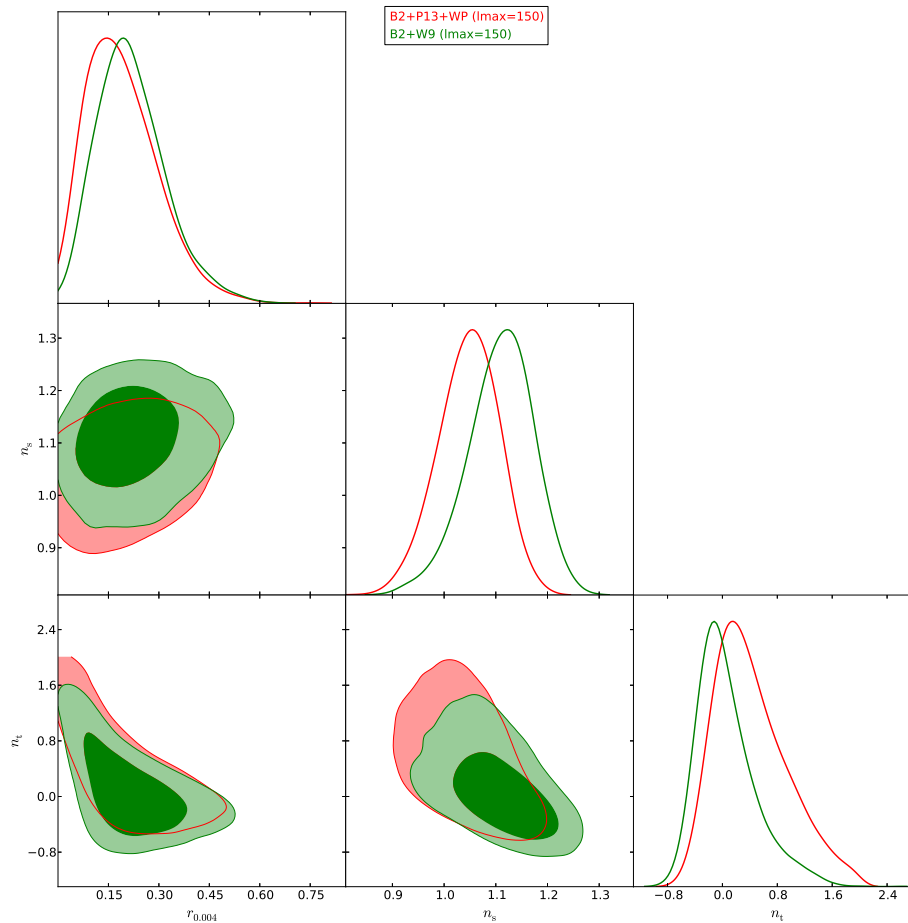 B2+P13+WP (lmax=150)
B2+W9 (lmax=150)
1.3
1.2
1.1
1.0
0.9
n_s
2.4
1.6
0.8
0.0
−0.8
n_t
0.15 0.30 0.45 0.60 0.75
r_0.004
0.9 1.0 1.1 1.2 1.3
n_s
−0.8 0.0 0.8 1.6 2.4
n_t